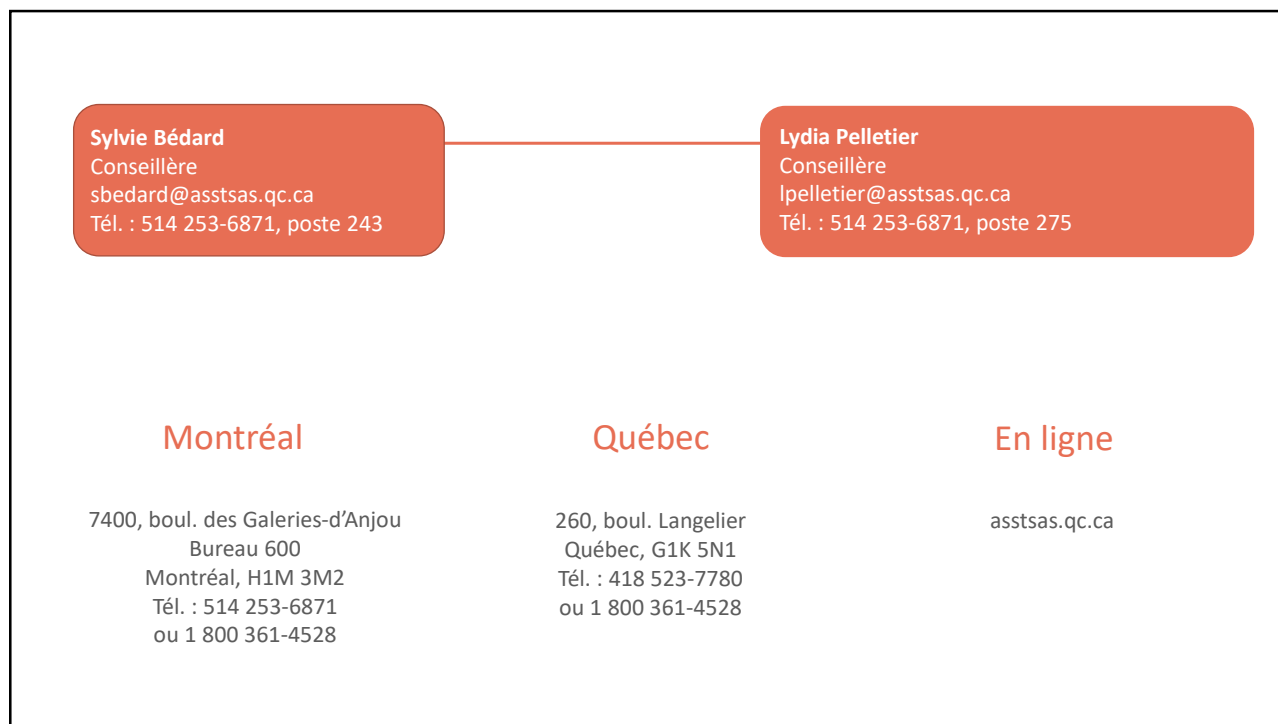 Sylvie Bédard
Conseillère
sbedard@asstsas.qc.ca
Tél. : 514 253-6871, poste 243
Lydia Pelletier
Conseillère
lpelletier@asstsas.qc.ca
Tél. : 514 253-6871, poste 275
Montréal
7400, boul. des Galeries-d’Anjou
Bureau 600
Montréal, H1M 3M2
Tél. : 514 253-6871
ou 1 800 361-4528
Québec
260, boul. Langelier
Québec, G1K 5N1
Tél. : 418 523-7780
ou 1 800 361-4528
En ligne
asstsas.qc.ca